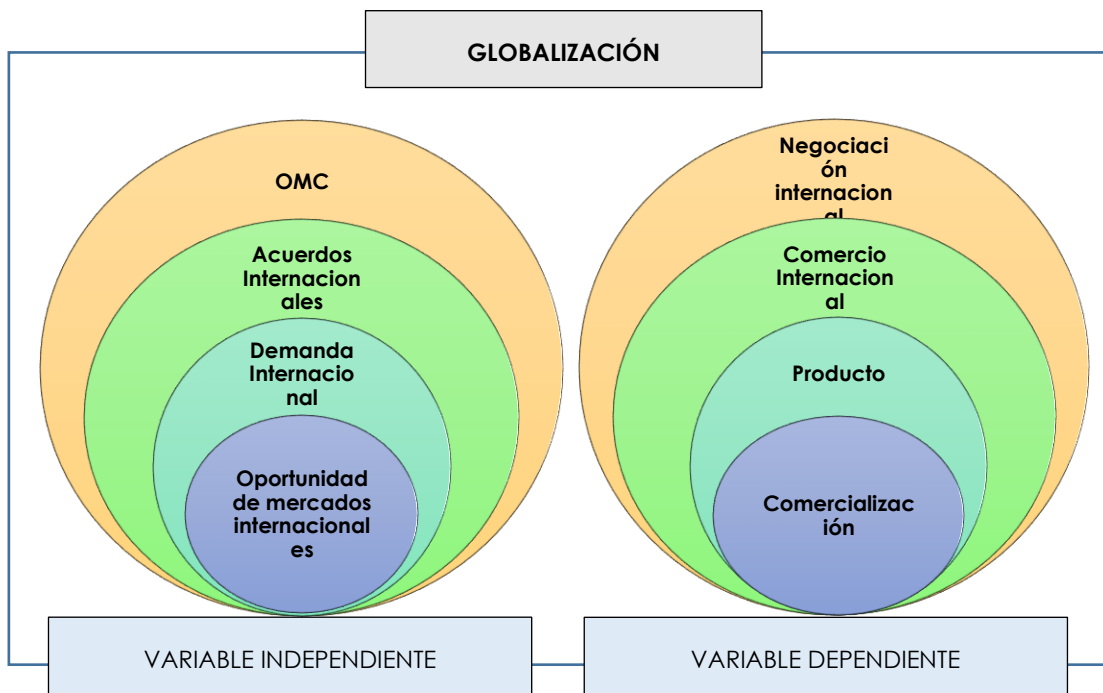 GLOBALIZACIÓN
OMC
Acuerdos
Internacion
ales
Demanda
Internacio
nal
Oportunidad
de mercados
internacional
es
Negociaci
ón
internacion
al
Comercio
Internacion
al
Producto
Comercializac
ión
VARIABLE INDEPENDIENTE
VARIABLE DEPENDIENTE